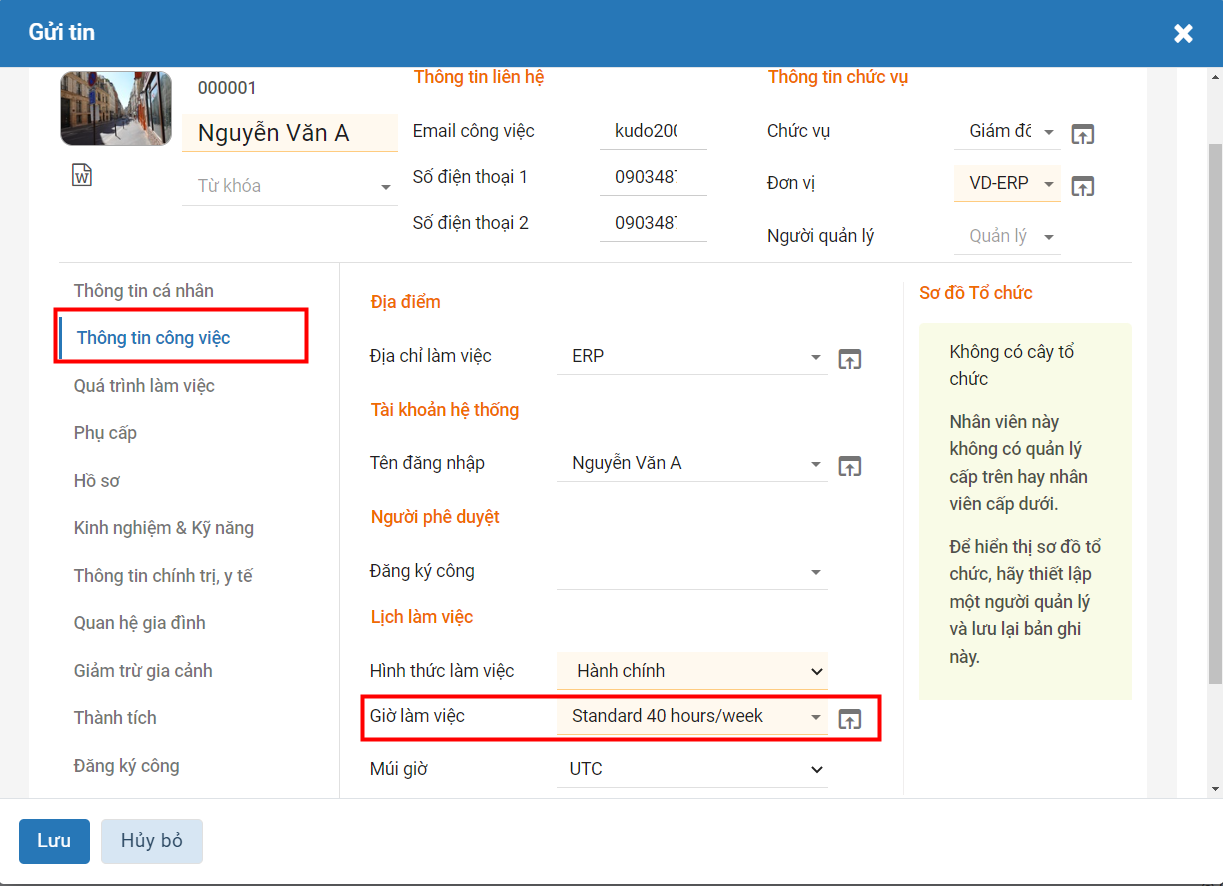 Gửi tin
000001
Nguyễn Văn A
Từ khóa
Thông tin liên hệ
Email công việc kudo200
Số điện thoại 1 090348
Số điện thoại 2 090348
Thông tin chức vụ
Chức vụ Giám đố
Đơn vị VD-ERP
Người quản lý Quản lý
Thông tin cá nhân
Thông tin công việc
Quá trình làm việc
Phụ cấp
Hồ sơ
Kinh nghiệm & Kỹ năng
Thông tin chính trị, y tế
Quan hệ gia đình
Giảm trừ gia cảnh
Thành tích
Đăng ký công
Địa điểm
Địa chỉ làm việc ERP
Tài khoản hệ thống
Tên đăng nhập Nguyễn Văn A
Người phê duyệt
Đăng ký công
Lịch làm việc
Hình thức làm việc Hành chính
Giờ làm việc Standard 40 hours/week
Múi giờ UTC
Sơ đồ Tổ chức
Không có cây tổ
chức
Nhân viên này
không có quản lý
cấp trên hay nhân
viên cấp dưới.
Để hiển thị sơ đồ tổ
chức, hãy thiết lập
một người quản lý
và lưu lại bản ghi
này.
Lưu
Hủy bỏ